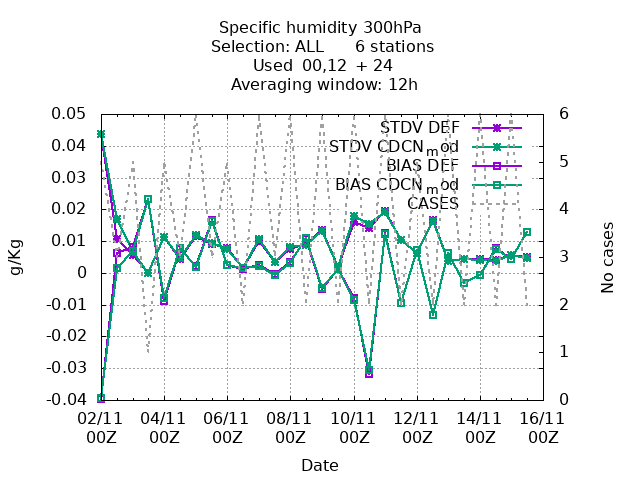 Specific humidity 300hPa
Selection: ALL 6 stations
Used 00,12 + 24
Averaging window: 12h
0.05
0.04
0.03
0.02
0.01
0
-0.01
-0.02
-0.03
-0.04
g/Kg
STDV DEF
STDV CDCN_mod
BIAS DEF
BIAS CDCN_mod
CASES
6
5
4
3
2
1
0
No cases
02/11 04/11 06/11 08/11 10/11 12/11 14/11 16/11
00Z 00Z 00Z 00Z 00Z 00Z 00Z 00Z
Date